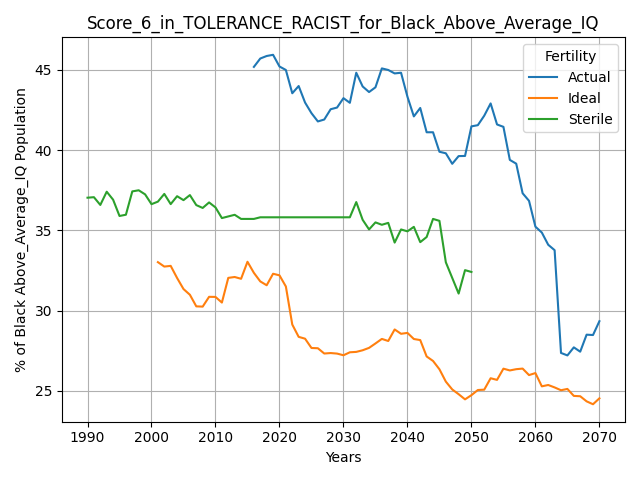 Score_6_in_TOLERANCE_RACIST_for_Black_Above_Average_IQ
% of Black Above_Average_IQ Population
45
40
35
30
25
Fertility
Actual
Ideal
Sterile
1990 2000 2010 2020 2030 2040 2050 2060 2070
Years